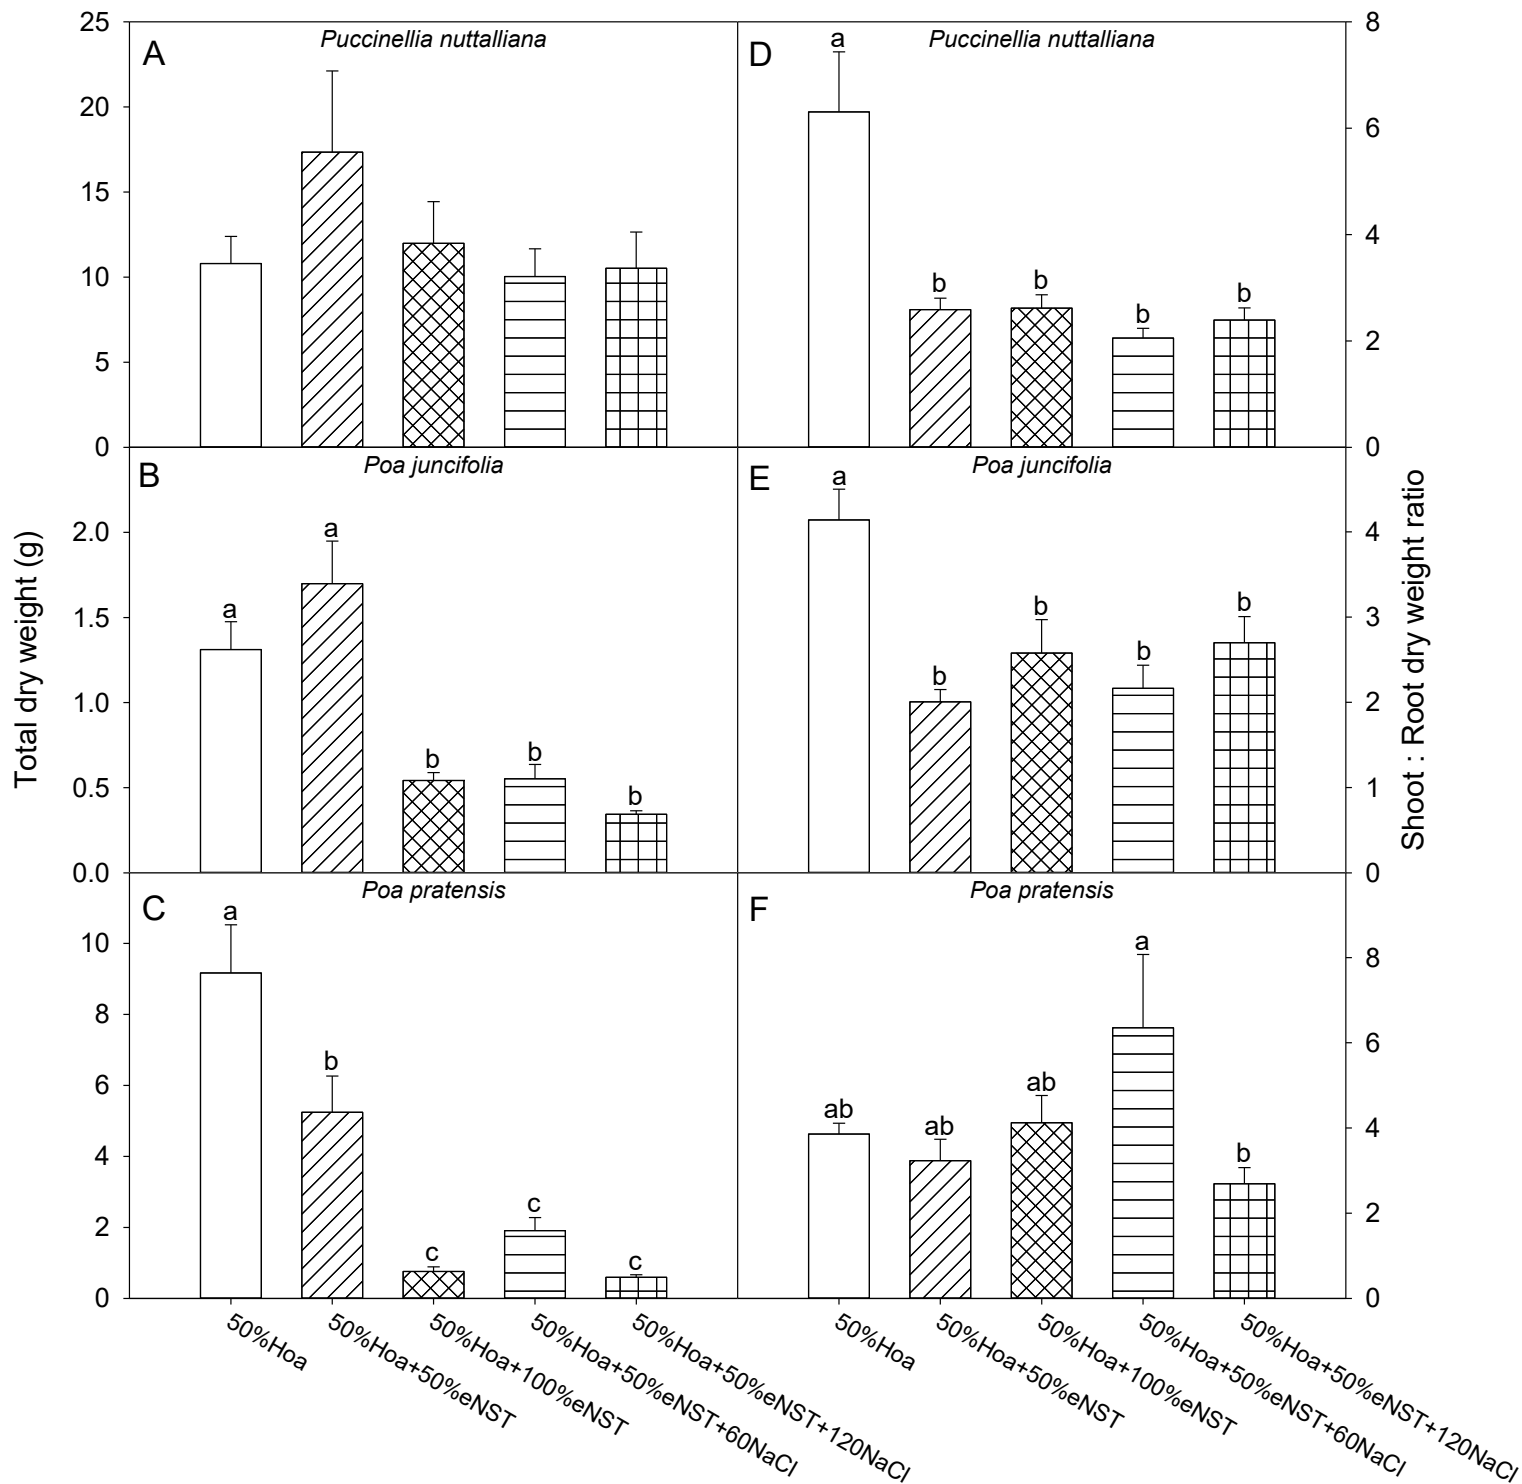 A
Puccinellia nuttalliana
25
20
15
10
5
0
D
Puccinellia nuttalliana
a
b
b
b
b
8
6
4
2
0
B
Poa juncifolia
2.0
1.5
1.0
0.5
0.0
a
a
b
b
b
E
Poa juncifolia
a
b
b
b
b
4
3
2
1
0
Total dry weight (g)
Shoot : Root dry weight ratio
C
Poa pratensis
10
8
6
4
2
0
a
b
c
c
c
F
Poa pratensis
ab
ab
ab
a
b
8
6
4
2
0
50%Hoa
50%Hoa+50%eNST
50%Hoa+100%eNST
50%Hoa+50%eNST+60NaCl
50%Hoa+50%eNST+120NaCl
50%Hoa
50%Hoa+50%eNST
50%Hoa+100%eNST
50%Hoa+50%eNST+60NaCl
50%Hoa+50%eNST+120NaCl